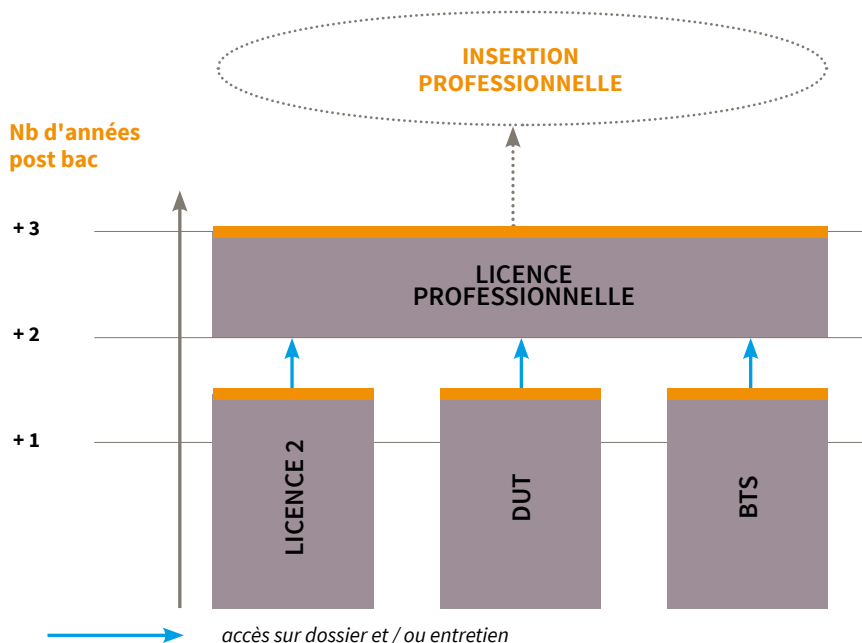 INSERTION
PROFESSIONNELLE
Nb d'années
post bac
+ 3
LICENCE
PROFESSIONNELLE
+ 2
+ 1
LICENCE 2
DUT
BTS
accès sur dossier et / ou entretien